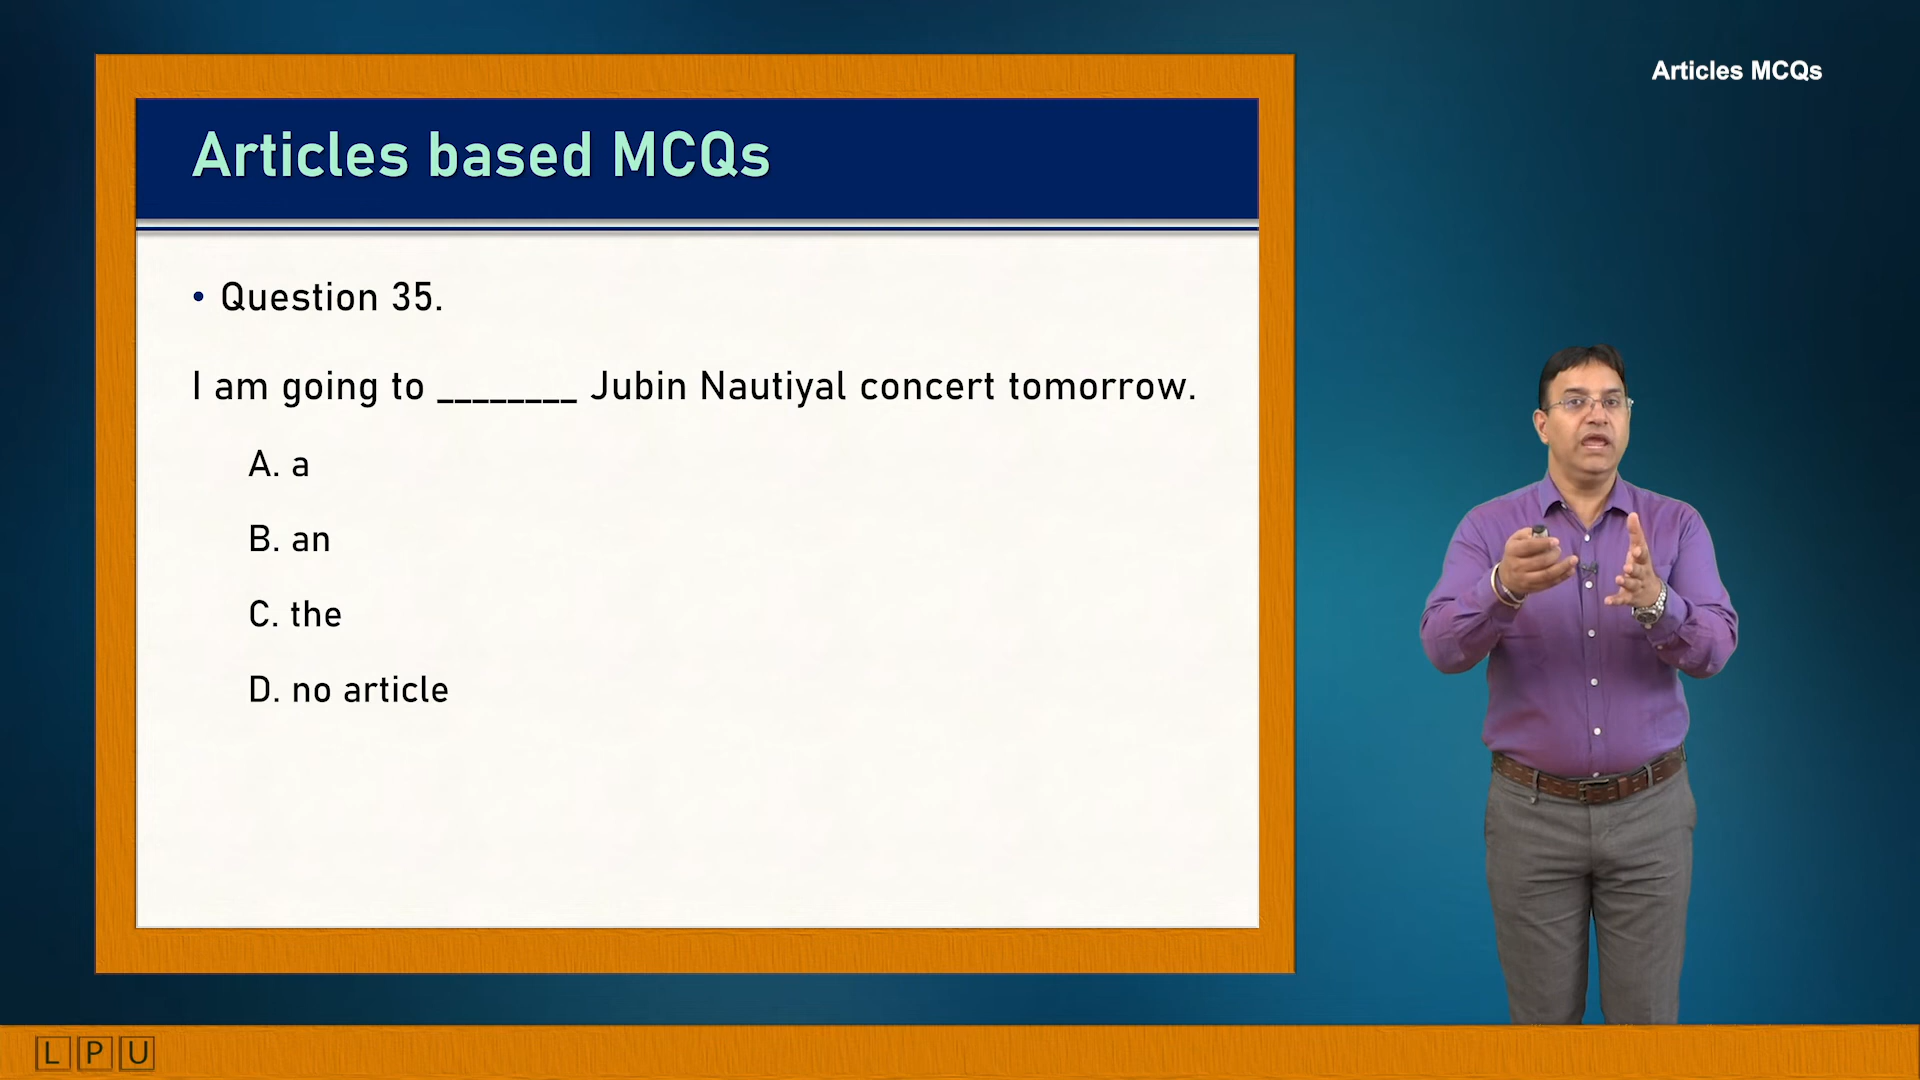 Articles MCQs
Articles based MCQs
• Question 35.
I am going to ________ Jubin Nautiyal concert tomorrow.
A. a
B. an
C. the
D. no article
LPU